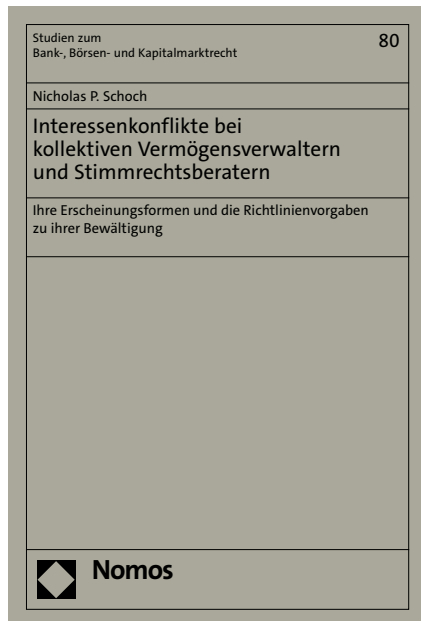 Studien zum
Bank-, Börsen- und Kapitalmarktrecht
80
Nicholas P. Schoch
Interessenkonflikte bei
kollektiven Vermögensverwaltern
und Stimmrechtsberatern
Ihre Erscheinungsformen und die Richtlinienvorgaben
zu ihrer Bewältigung
Nomos